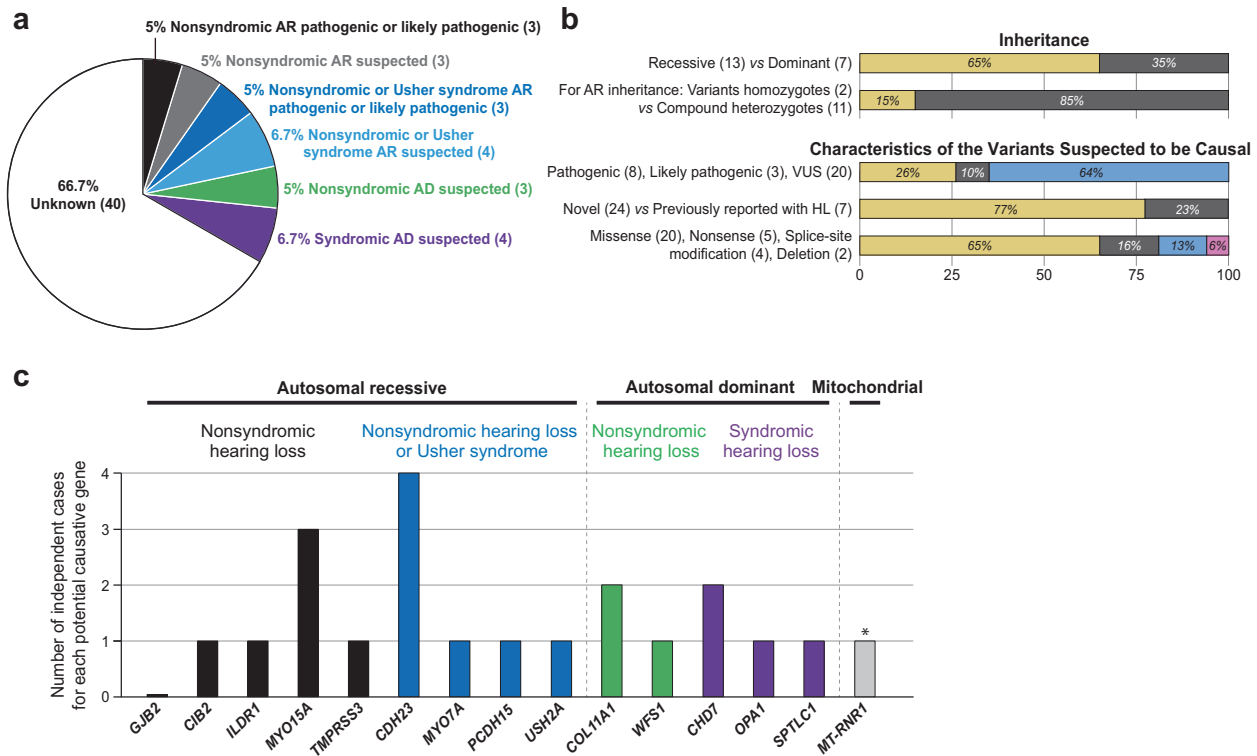 a
5% Nonsyndromic AR pathogenic or likely pathogenic (3)
5% Nonsyndromic AR suspected (3)
5% Nonsyndromic or Usher syndrome AR
pathogenic or likely pathogenic (3)
6.7% Nonsyndromic or Usher
syndrome AR suspected (4)
5% Nonsyndromic AD suspected (3)
6.7% Syndromic AD suspected (4)
66.7%
Unknown (40)
b
Inheritance
Recessive (13) vs Dominant (7)
65% 35%
For AR inheritance: Variants homozygotes (2)
vs Compound heterozygotes (11)
15% 85%
Characteristics of the Variants Suspected to be Causal
Pathogenic (8), Likely pathogenic (3), VUS (20)
26% 10% 64%
Novel (24) vs Previously reported with HL (7)
77% 23%
Missense (20), Nonsense (5), Splice-site
modification (4), Deletion (2)
65% 16% 13% 6%
0 25 50 75 100
c
Autosomal recessive Autosomal dominant Mitochondrial
Nonsyndromic
hearing loss
Nonsyndromic hearing loss
or Usher syndrome
Nonsyndromic
hearing loss
Syndromic
hearing loss
Number of independent cases
for each potential causative gene
4
3
2
1
0
*
GJB2
CIB2
ILDR1
MYO15A
TMPRSS3
CDH23
MYO7A
PCDH15
USH2A
COL11A1
WFS1
CHD7
OPA1
SPTLC1
MT-RNR1